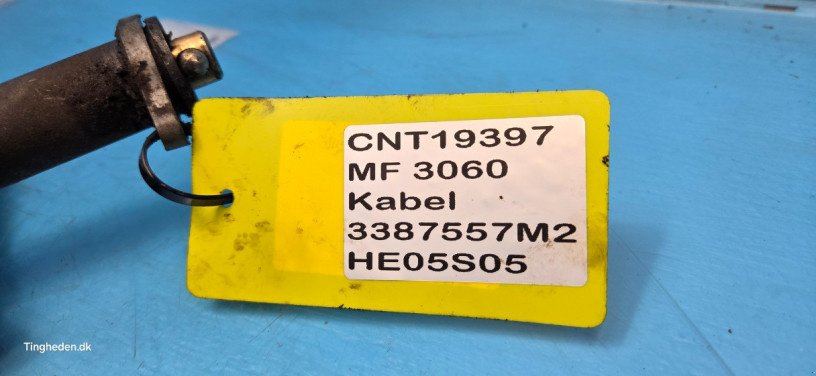 CNT19397
MF 3060
Kabel
3387557M2
HE05S05
Tingheden.dk